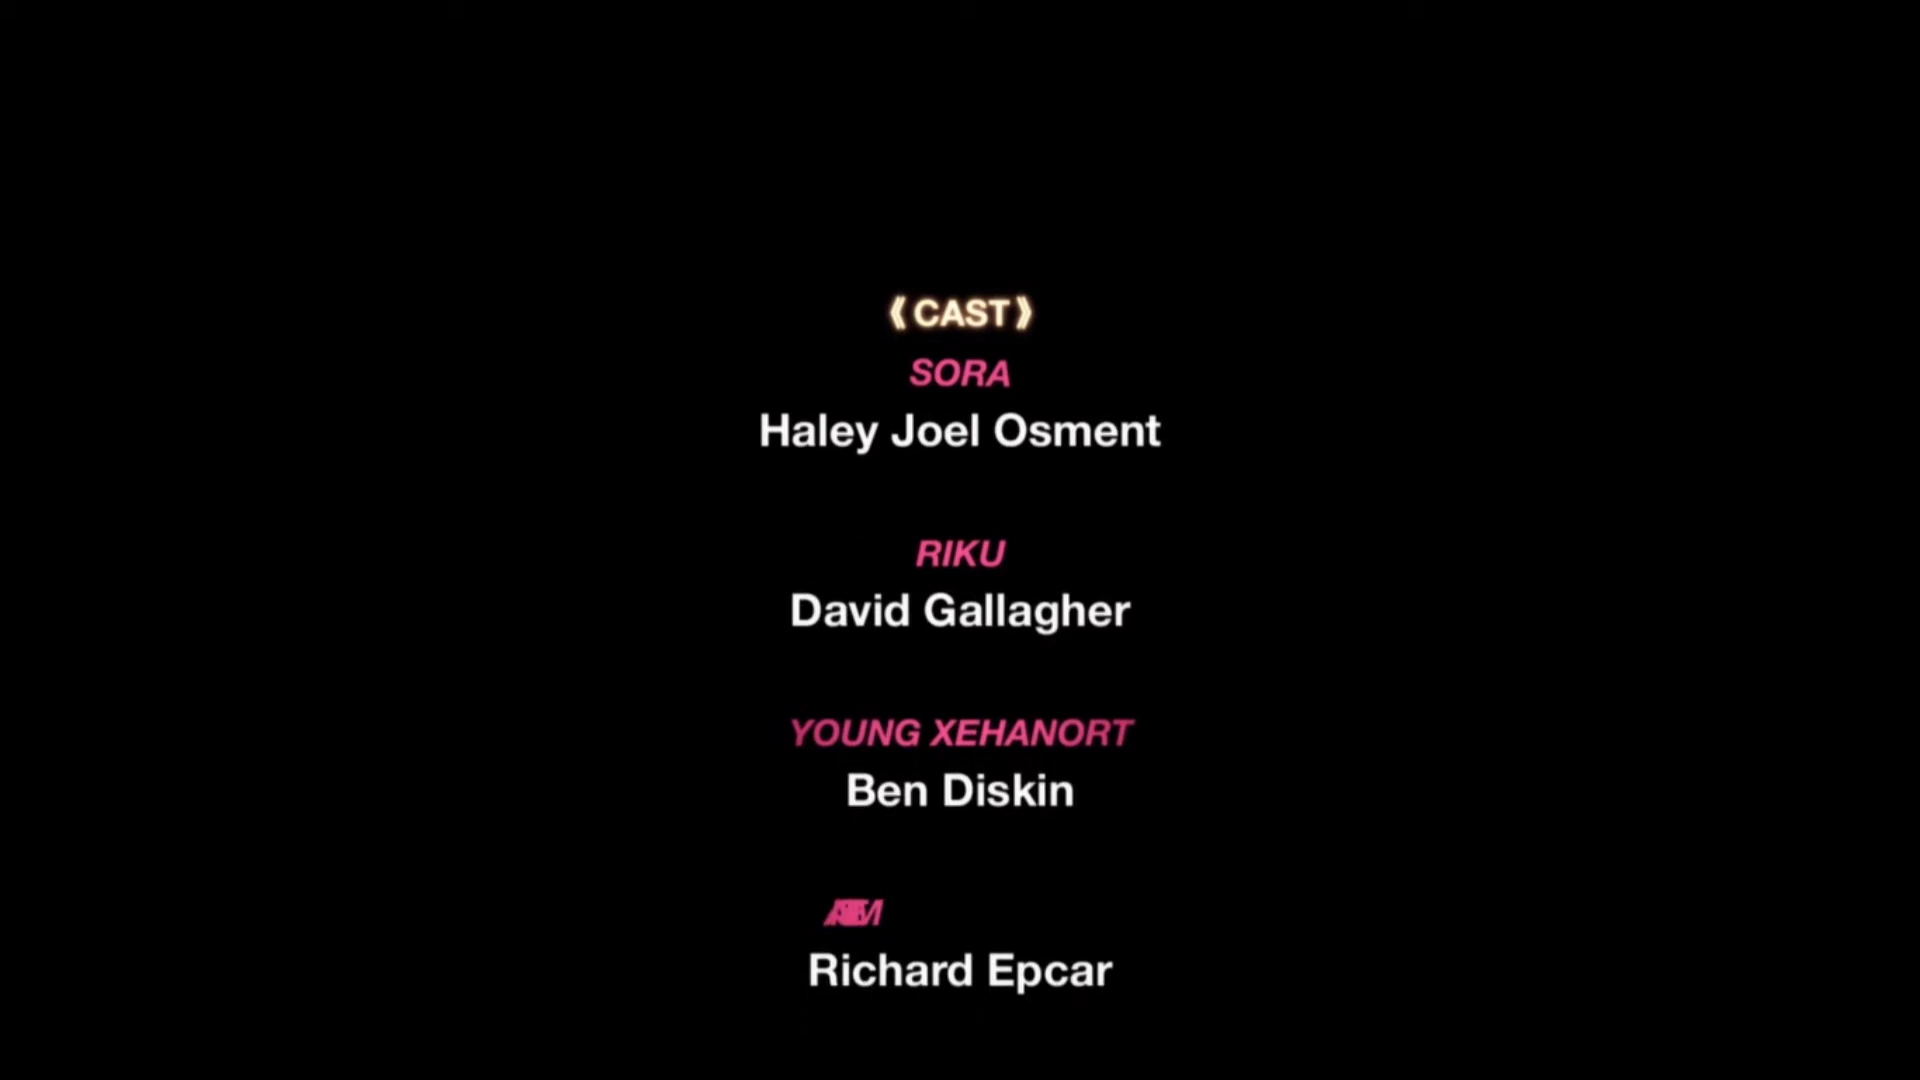 《CAST》
SORA
Haley Joel Osment
RIKU
David Gallagher
YOUNG XEHANORT
Ben Diskin
Richard Epcar